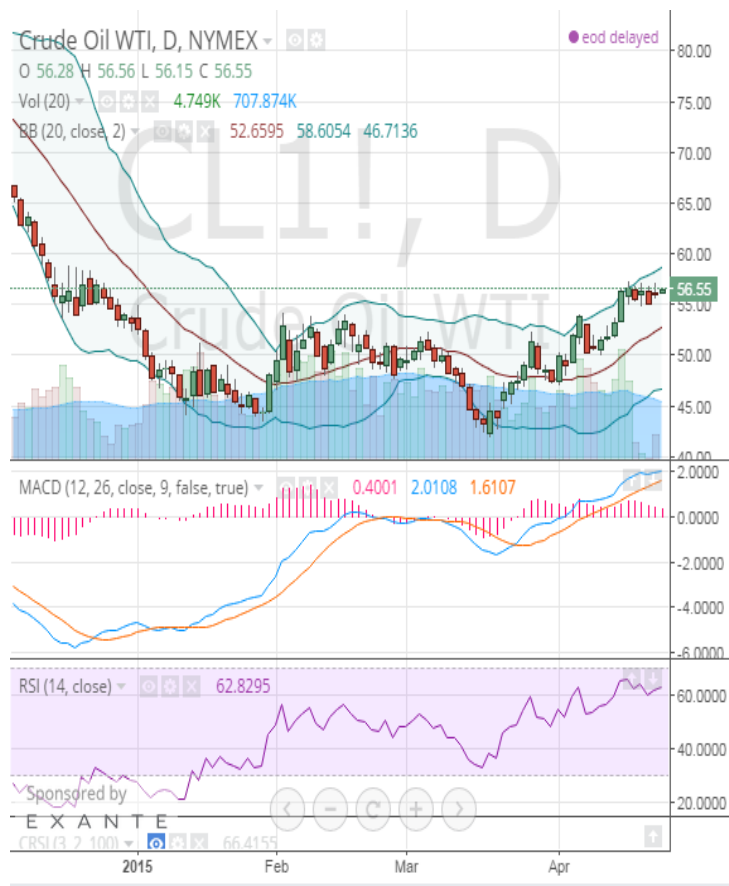 Crude Oil WTI, D, NYMEX
eod delayed
O 56.28 H 56.56 L 56.15 C 56.55
Vol (20) 4.749K 707.874K
BB (20, close, 2) 52.6595 58.6054 46.7136
CL1!, D
Crude Oil WTI
80.00
75.00
70.00
65.00
60.00
56.55
55.00
50.00
45.00
40.00
MACD (12, 26, close, 9, false, true) 0.4001 2.0108 1.6107
2.0000
0.0000
-2.0000
-4.0000
-6.0000
RSI (14, close) 62.8295
60.0000
40.0000
20.0000
Sponsored by
EXANTE
CRSI (3, 2, 100) 66.4155
2015 Feb Mar Apr